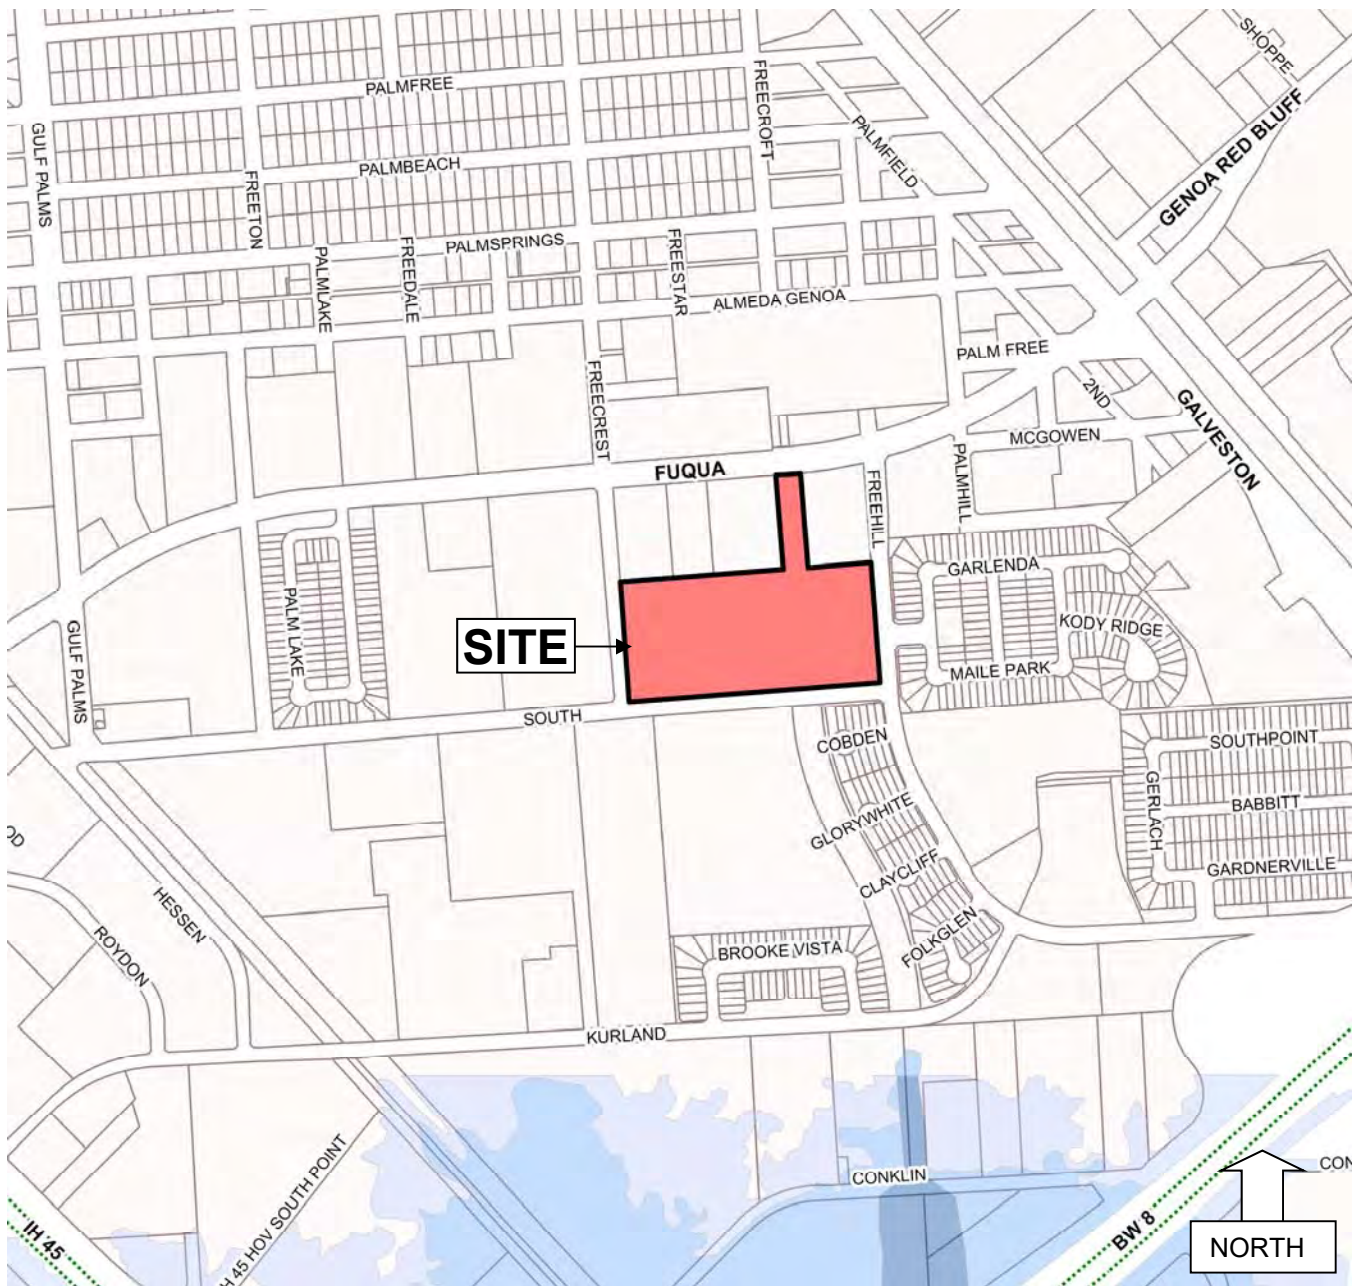 SHOPPE
PALMFREE
FREECROFT
GENOA RED BLUFF
GULF PALMS
PALMFIELD
PALMBEACH
FREETON
PALMSPRINGS
FREEDALE
FREESTAR
PALMLAKE
ALMEDA GENOA
PALM FREE
FREECREST
2ND
GALVESTON
MCGOWEN
FUQUA
FREEHILL
PALMHILL
GARLENDA
PALM LAKE
KODY RIDGE
GULF PALMS
SITE
MAILE PARK
SOUTH
COBDEN
SOUTHPOINT
GERLACH
BABBITT
GLORYWHITE
OD
CLAYCLIFF
GARDNERVILLE
HESSEN
ROYDON
FOLKGLEN
BROOKE VISTA
KURLAND
H 45 HOV SOUTH POINT
CONKLIN
CON
BW 8
IH 45
NORTH